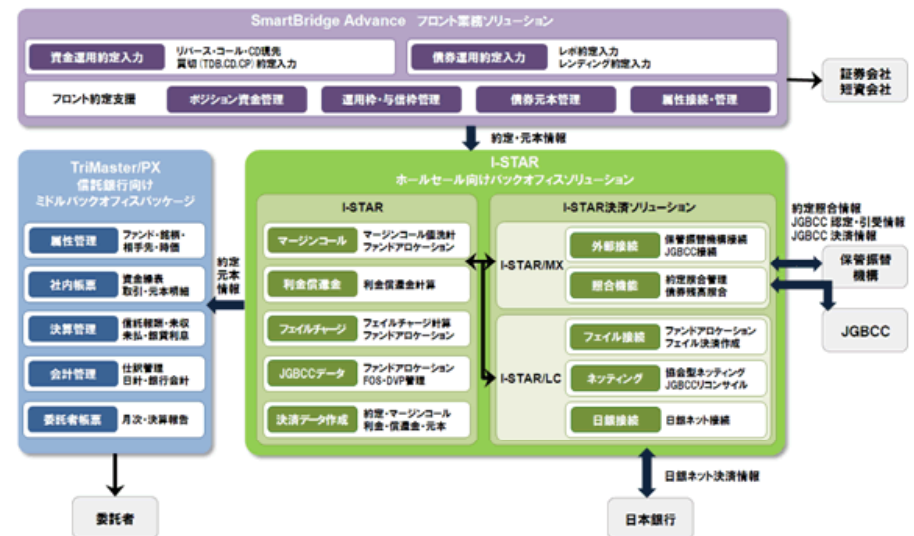 SmartBridge Advance フロント業務ソリューション
資金運用約定入力
リバース・コール・CD現先
買切(TDB.CD.CP)約定入力
債券運用約定入力
レポ約定入力
レンディング約定入力
フロント約定支援
ポジション資金管理
運用枠・与信枠管理
債券元本管理
属性接続・管理
証券会社
短資会社
約定・元本情報
TriMaster/PX
信託銀行向け
ミドルバックオフィスパッケージ
属性管理
ファンド・銘柄・
相手先・時価
社内帳票
資金繰表
取引・元本明細
決算管理
信託報酬・未収
未払・銀貸利息
会計管理
仕訳管理
日計・銀行会計
委託者帳票
月次・決算報告
約定
元本
情報
I-STAR
ホールセール向けバックオフィスソリューション
I-STAR
マージンコール
マージンコール値洗計
ファンドアロケーション
利金償還金
利金償還金計算
フェイルチャージ
フェイルチャージ計算
ファンドアロケーション
JGBCCデータ
ファンドアロケーション
FOS-DVP管理
決済データ作成
約定・マージンコール
利金・償還金・元本
I-STAR決済ソリューション
I-STAR/MX
外部接続
保管振替機構接続
JGBCC接続
照合機能
約定照合管理
債券残高照合
I-STAR/LC
フェイル接続
ファンドアロケーション
フェイル決済作成
ネッティング
協会型ネッティング
JGBCCリコンサイル
日銀接続
日銀ネット接続
約定照合情報
JGBCC 認定・引受情報
JGBCC 決済情報
保管振替
機構
JGBCC
日銀ネット決済情報
委託者
日本銀行